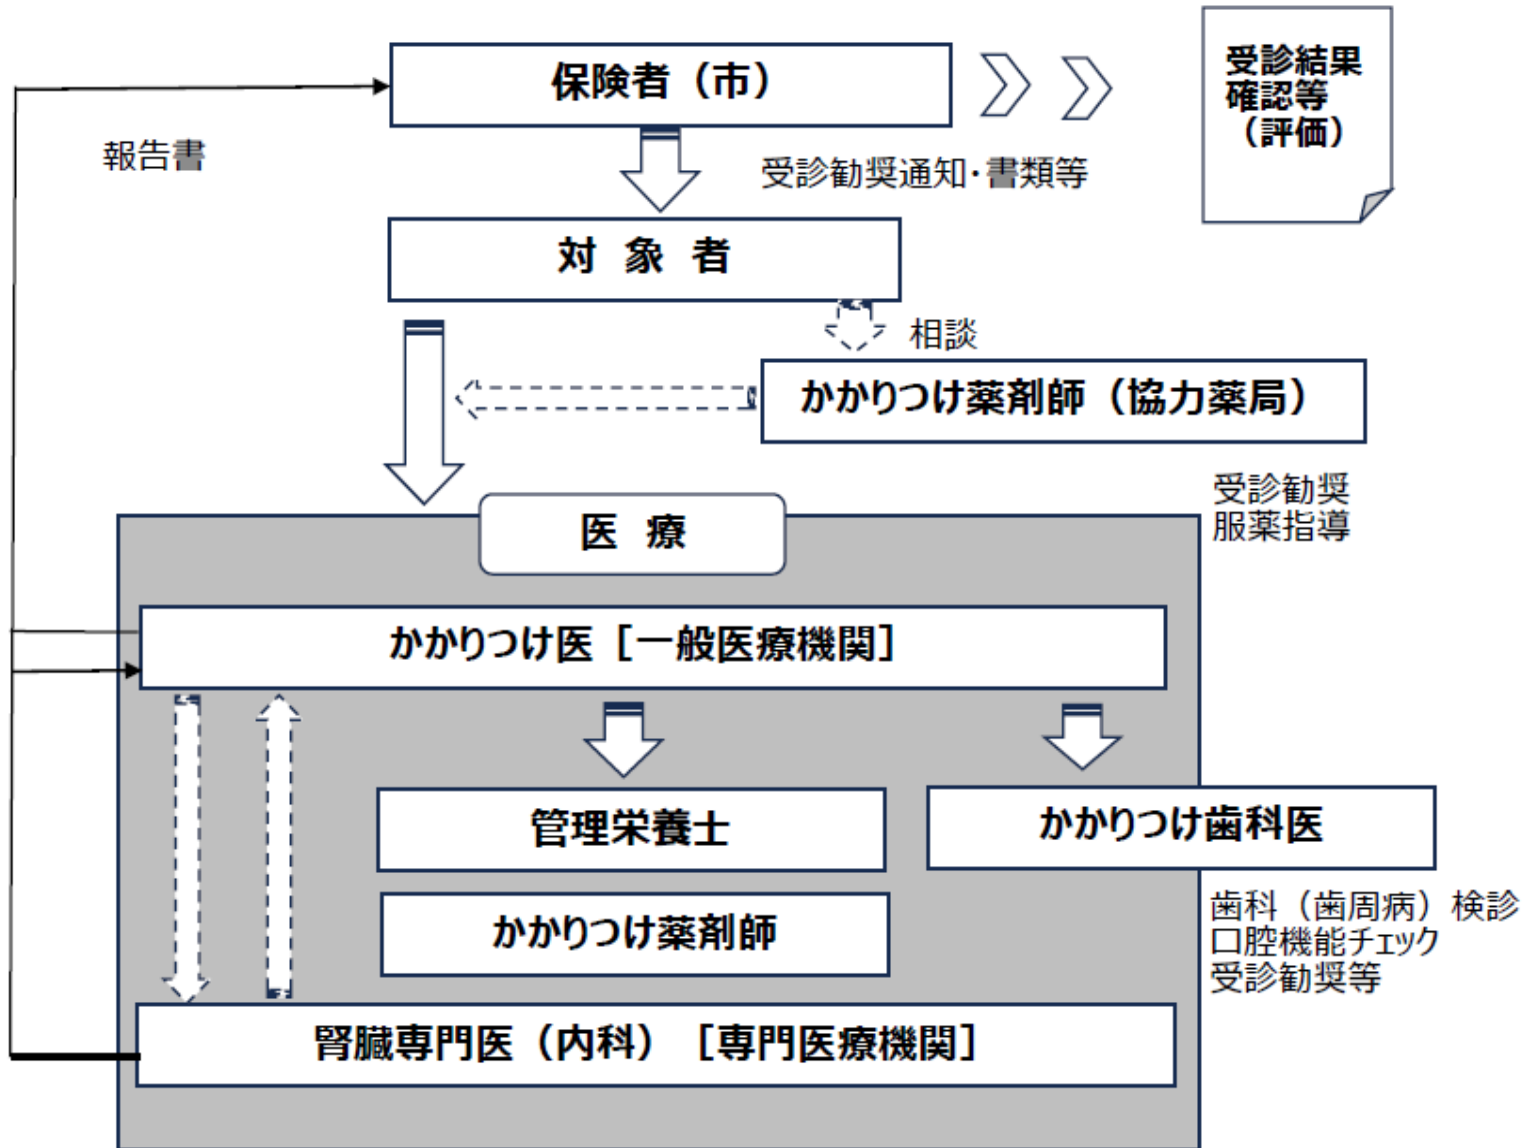 保険者（市）
受診結果
確認等
（評価）
報告書
受診勧奨通知・書類等
対 象 者
相談
かかりつけ薬剤師（協力薬局）
受診勧奨
服薬指導
医 療
かかりつけ医［一般医療機関］
管理栄養士
かかりつけ歯科医
かかりつけ薬剤師
歯科（歯周病）検診
口腔機能チェック
受診勧奨等
腎臓専門医（内科）［専門医療機関］